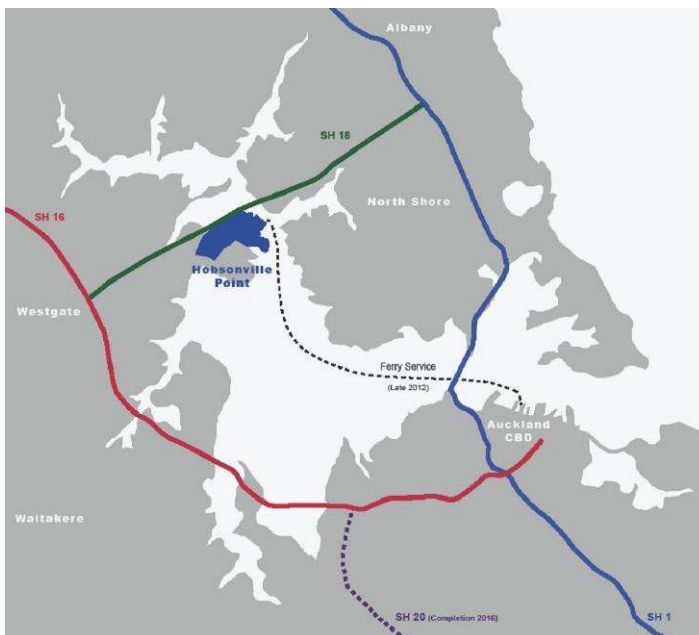 Albany
SH 18
North Shore
SH 16
Hobsonville
Point
Westgate
Ferry Service
(Late 2012)
Auckland
CBD
Waitakere
SH 20 (Completion 2016)
SH 1